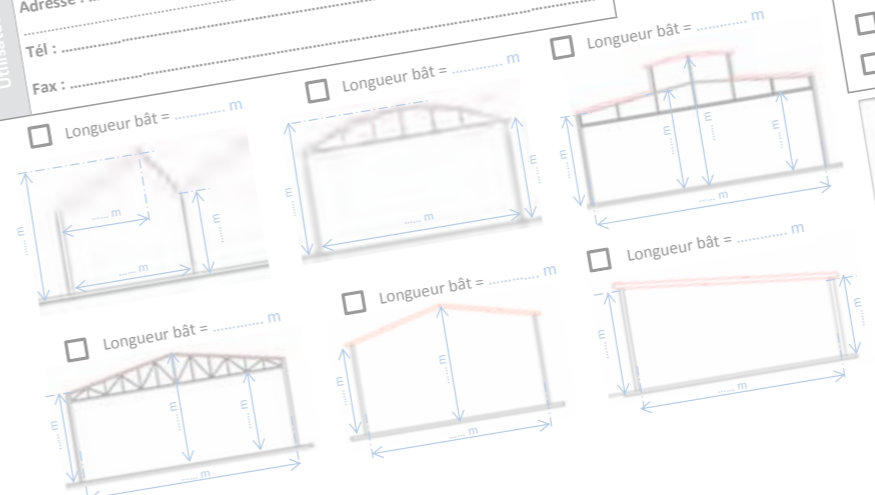 Adresse :
Tél : ........................................
Fax : ........................................
Longueur bât = ............ m
Longueur bât = ............ m
Longueur bât = ............ m
...... m
...... m
...... m
...... m
...... m
...... m
...... m
...... m
...... m
...... m
...... m
...... m
Longueur bât = ............ m
Longueur bât = ............ m
Longueur bât = ............ m
...... m
...... m
...... m
...... m
...... m
...... m
...... m
...... m
...... m
...... m